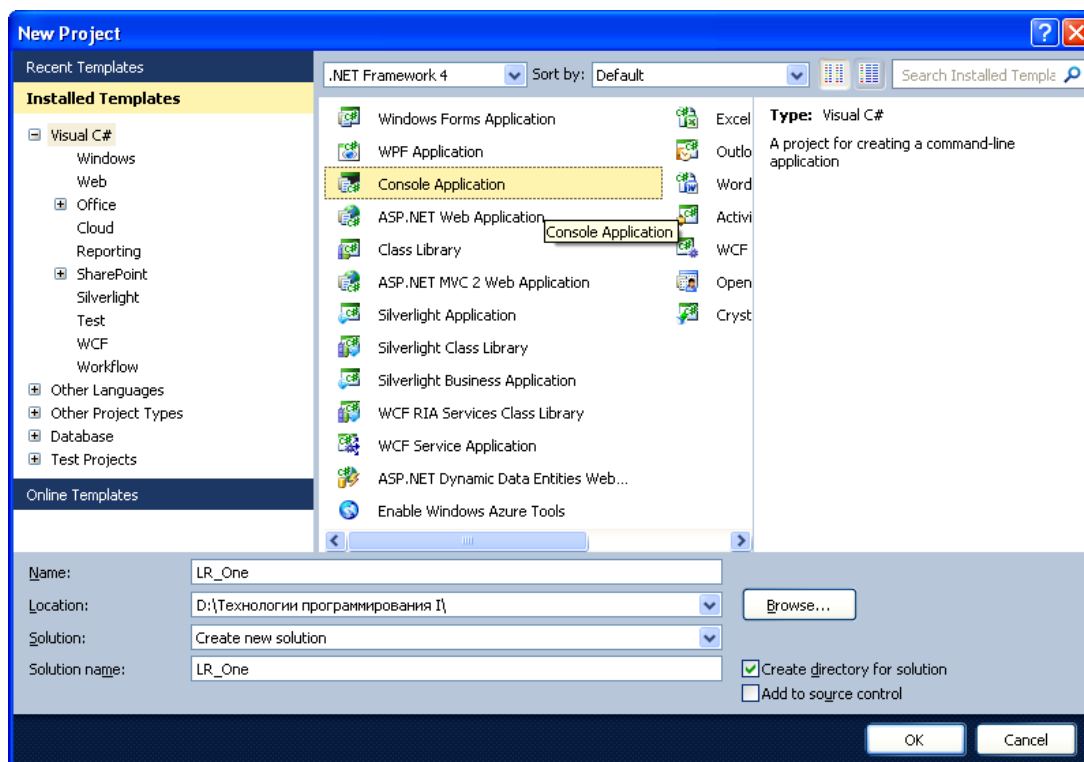 New Project
Recent Templates
Installed Templates
Visual C#
Windows
Web
Office
Cloud
Reporting
SharePoint
Silverlight
Test
WCF
Workflow
Other Languages
Other Project Types
Database
Test Projects
Online Templates
.NET Framework 4 Sort by: Default Search Installed Templa
Windows Forms Application
WPF Application
Console Application
ASP.NET Web Application
Console Application
Class Library
ASP.NET MVC 2 Web Application
Silverlight Application
Silverlight Class Library
Silverlight Business Application
WCF RIA Services Class Library
WCF Service Application
ASP.NET Dynamic Data Entities Web...
Enable Windows Azure Tools
Excel
Outlo
Word
Activi
WCF
Open
Cryst
Type: Visual C#
A project for creating a command-line
application
Name: LR_One
Location: D:\Технологии программирования I\ Browse...
Solution: Create new solution
Solution name: LR_One
Create directory for solution
Add to source control
OK Cancel